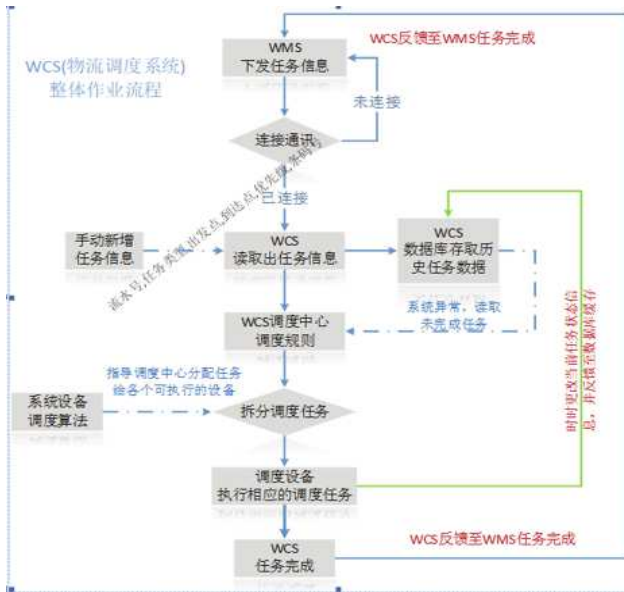 WCS反馈至WMS任务完成
WMS
下发任务信息
WCS(物流调度系统)
整体作业流程
未连接
连接通讯
流水号,任务类型,出发点,到达点,优先级,条码号
已连接
手动新增
任务信息
WCS
读取出任务信息
WCS
数据库存取历
史任务数据
系统异常，读取
未完成任务
WCS调度中心
调度规则
时时更改当前任务状态信
息，并反馈至数据库缓存
指导调度中心分配任务
给各个可执行的设备
系统设备
调度算法
拆分调度任务
调度设备
执行相应的调度任务
WCS
任务完成
WCS反馈至WMS任务完成